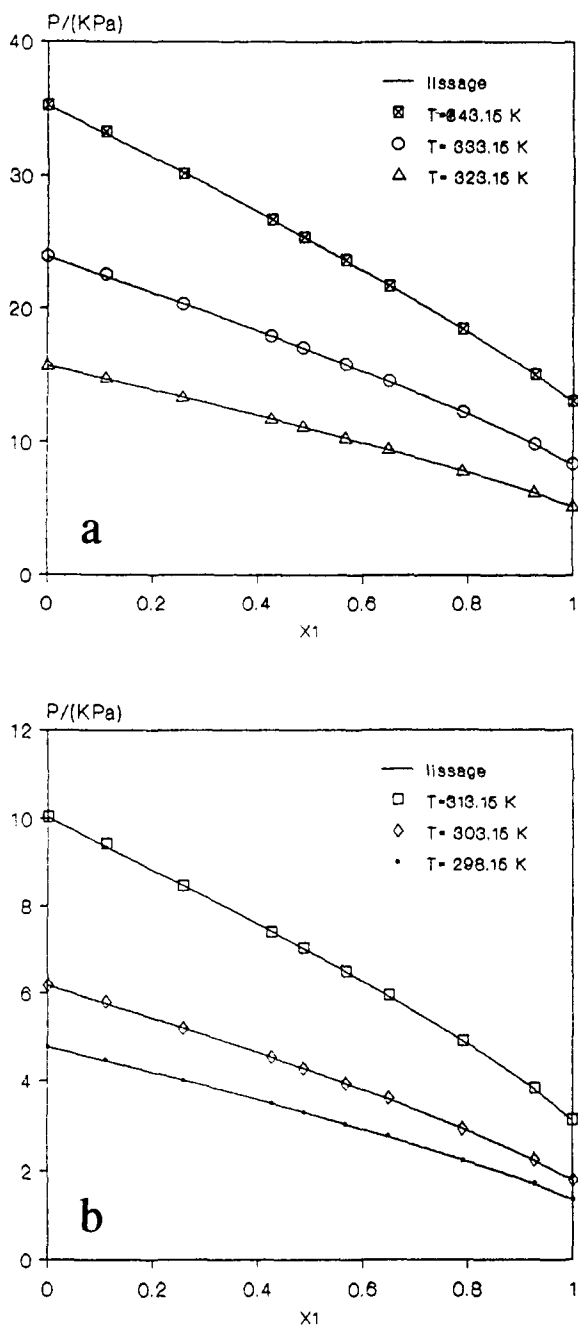 P/(KPa)
40
30
20
10
0
lissage
T=343.15 K
T= 333.15 K
T= 323.15 K
a
0 0.2 0.4 0.6 0.8 1
X1
P/(KPa)
12
10
8
6
4
2
0
lissage
T=313.15 K
T= 303.15 K
T= 298.15 K
b
0 0.2 0.4 0.6 0.8 1
X1